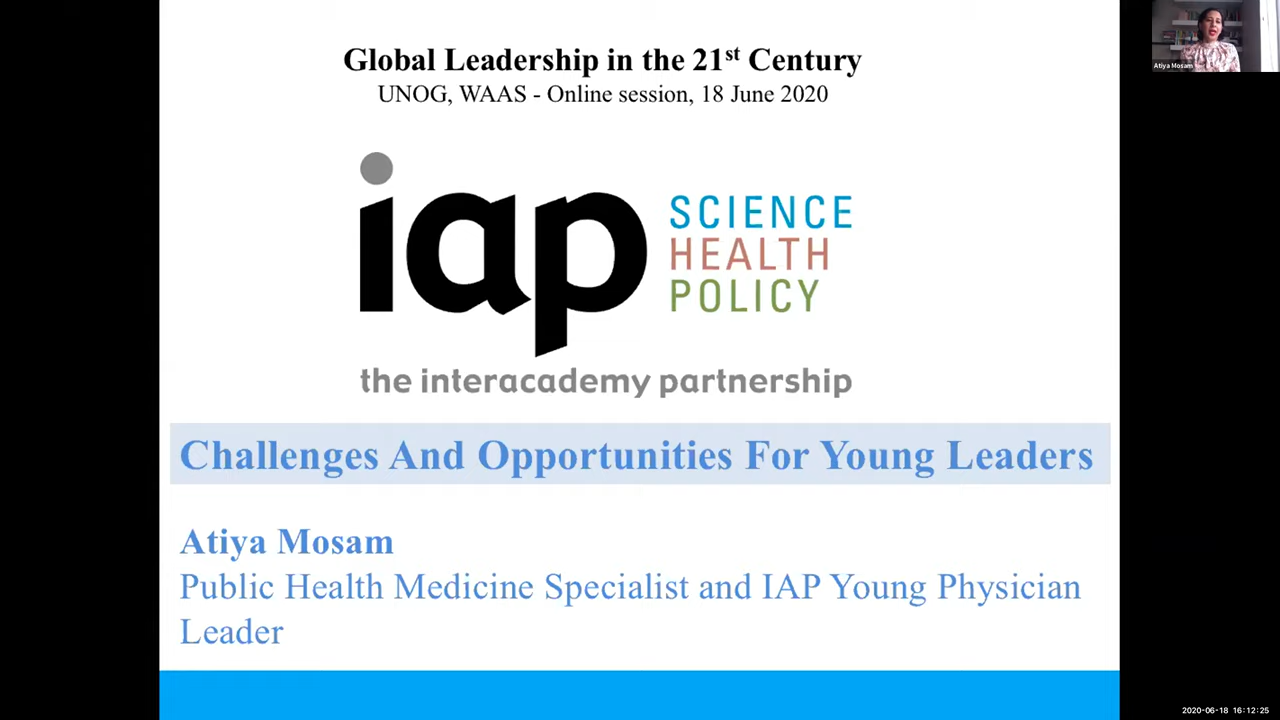 Global Leadership in the 21st Century
UNOG, WAAS - Online session, 18 June 2020
iap
SCIENCE
HEALTH
POLICY
the interacademy partnership
Challenges And Opportunities For Young Leaders
Atiya Mosam
Public Health Medicine Specialist and IAP Young Physician
Leader
Atiya Mosam
2020-06-18 16:12:25